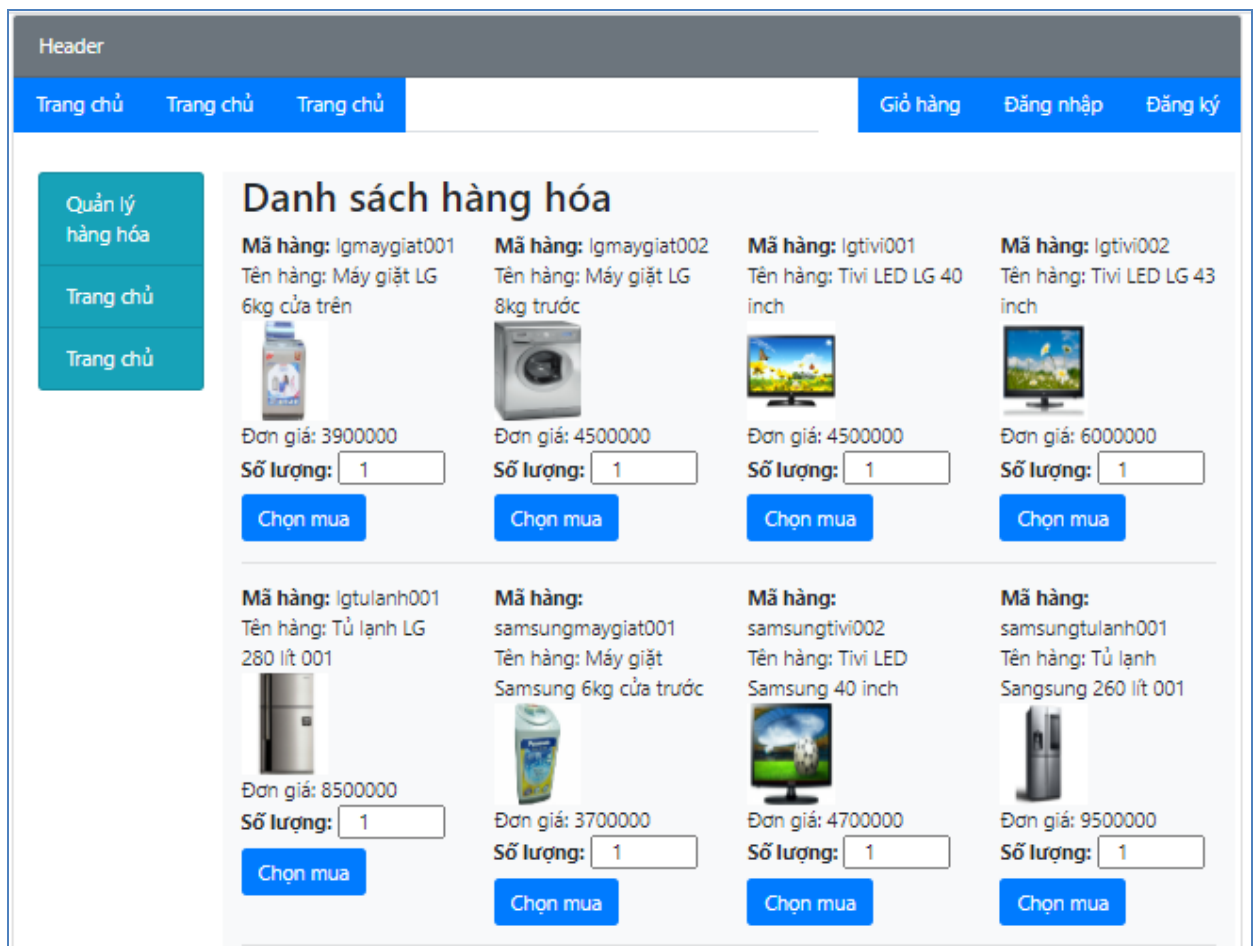 Header
Trang chủ Trang chủ Trang chủ Giỏ hàng Đăng nhập Đăng ký
Quản lý
hàng hóa
Trang chủ
Trang chủ
Danh sách hàng hóa
Mã hàng: lgmaygiat001
Tên hàng: Máy giặt LG
6kg cửa trên
Đơn giá: 3900000
Số lượng: 1
Chọn mua
Mã hàng: lgmaygiat002
Tên hàng: Máy giặt LG
8kg trước
Đơn giá: 4500000
Số lượng: 1
Chọn mua
Mã hàng: lgtivi001
Tên hàng: Tivi LED LG 40
inch
Đơn giá: 4500000
Số lượng: 1
Chọn mua
Mã hàng: lgtivi002
Tên hàng: Tivi LED LG 43
inch
Đơn giá: 6000000
Số lượng: 1
Chọn mua
Mã hàng: lgtulanh001
Tên hàng: Tủ lạnh LG
280 lít 001
Đơn giá: 8500000
Số lượng: 1
Chọn mua
Mã hàng:
samsungmaygiat001
Tên hàng: Máy giặt
Samsung 6kg cửa trước
Đơn giá: 3700000
Số lượng: 1
Chọn mua
Mã hàng:
samsungtivi002
Tên hàng: Tivi LED
Samsung 40 inch
Đơn giá: 4700000
Số lượng: 1
Chọn mua
Mã hàng:
samsungtulanh001
Tên hàng: Tủ lạnh
Sangsung 260 lít 001
Đơn giá: 9500000
Số lượng: 1
Chọn mua